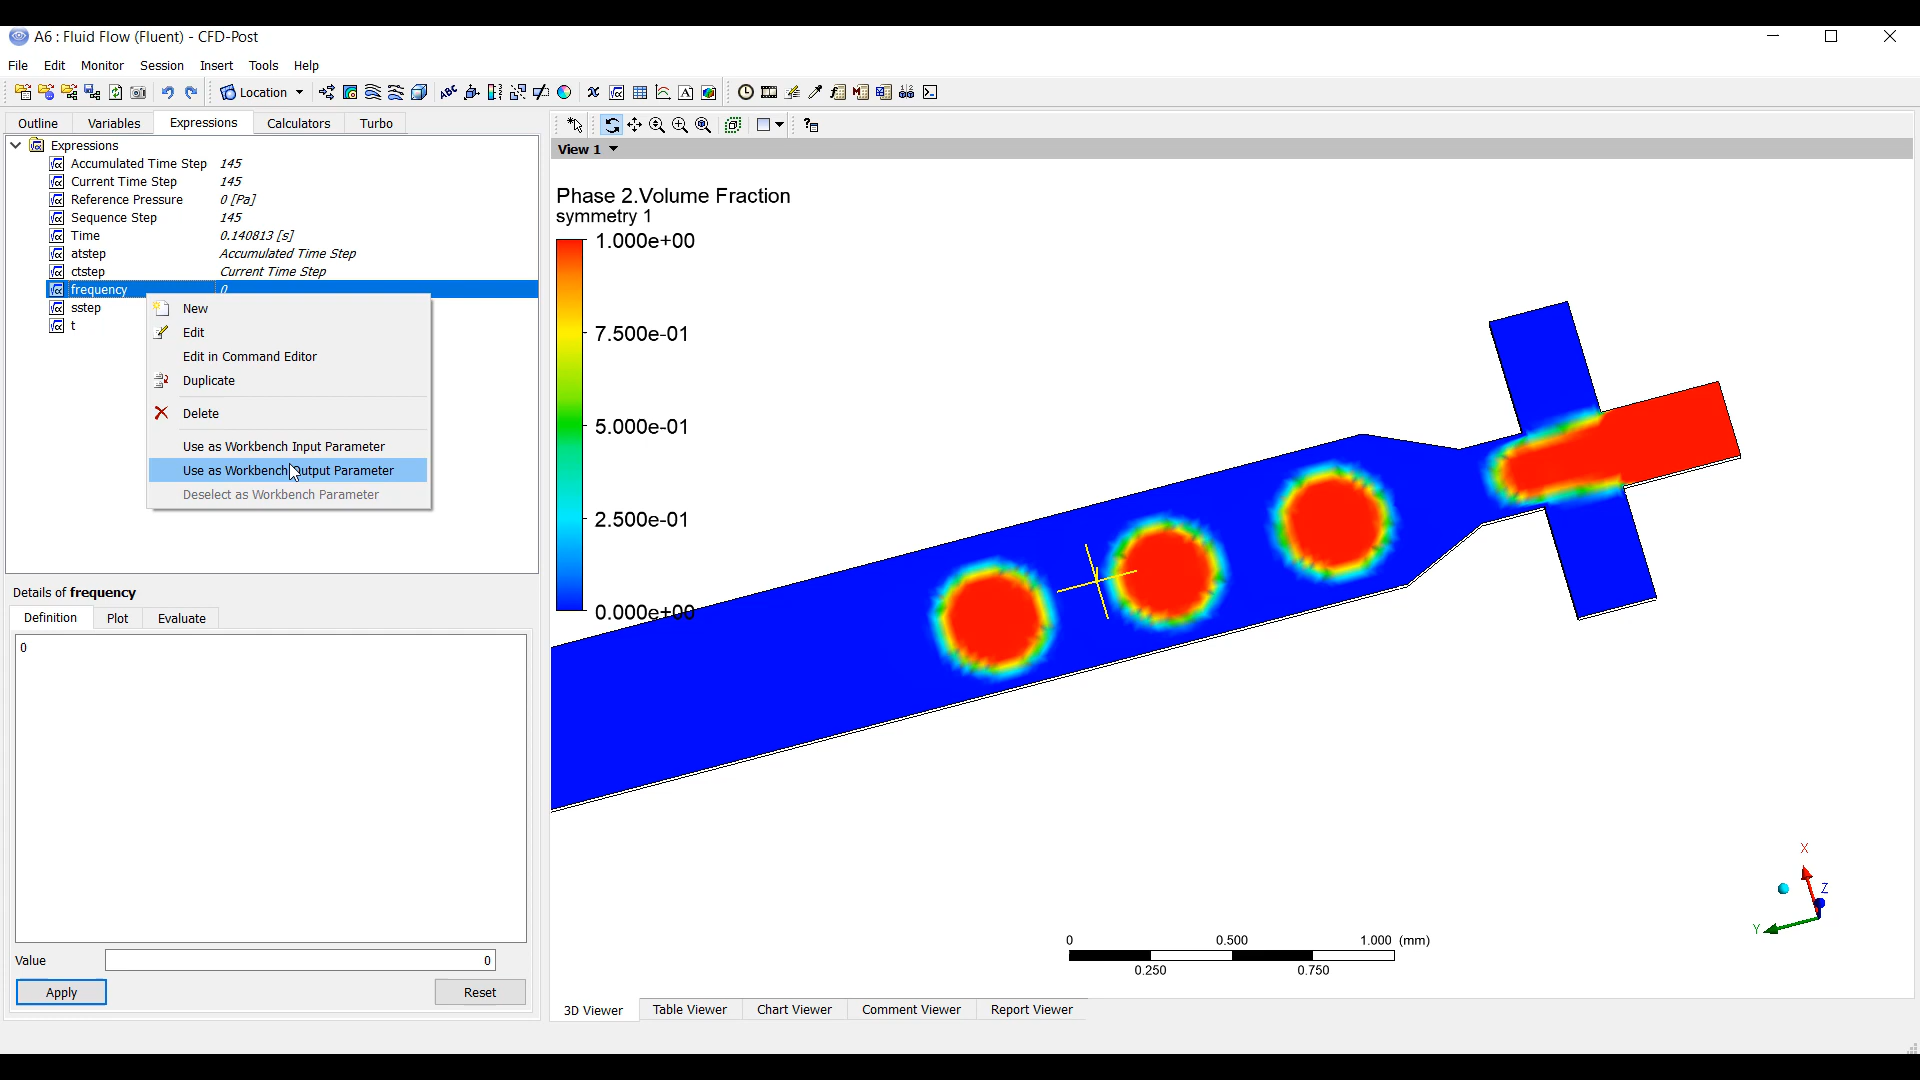 A6 : Fluid Flow (Fluent) - CFD-Post
File Edit Monitor Session Insert Tools Help
Location
Outline Variables Expressions Calculators Turbo
View 1
Expressions
Accumulated Time Step 145
Current Time Step 145
Reference Pressure 0 [Pa]
Sequence Step 145
Time 0.140813 [s]
atstep Accumulated Time Step
ctstep Current Time Step
frequency 0
sstep
t
New
Edit
Edit in Command Editor
Duplicate
Delete
Use as Workbench Input Parameter
Use as Workbench Output Parameter
Deselect as Workbench Parameter
Details of frequency
Definition Plot Evaluate
0
Value 0
Apply Reset
Phase 2.Volume Fraction
symmetry 1
1.000e+00
7.500e-01
5.000e-01
2.500e-01
0.000e+00
X
Z
Y
0 0.500 1.000 (mm)
0.250 0.750
3D Viewer Table Viewer Chart Viewer Comment Viewer Report Viewer